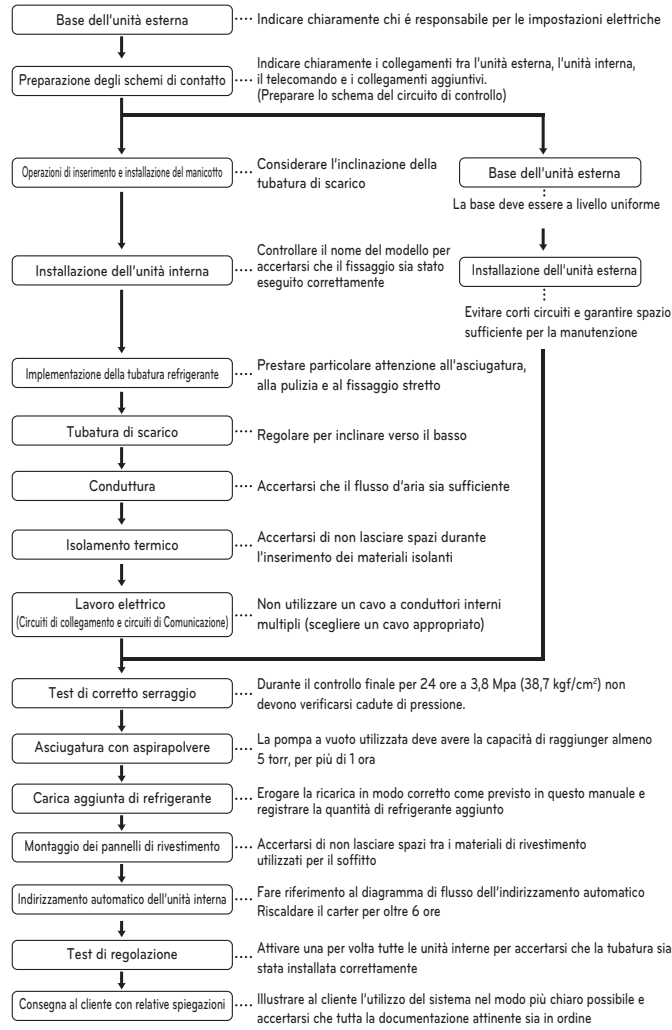 Base dell'unità esterna
Indicare chiaramente chi é responsabile per le impostazioni elettriche
Preparazione degli schemi di contatto
Indicare chiaramente i collegamenti tra l'unità esterna, l'unità interna,
il telecomando e i collegamenti aggiuntivi.
(Preparare lo schema del circuito di controllo)
Operazioni di inserimento e installazione del manicotto
Considerare l'inclinazione della
tubatura di scarico
Base dell'unità esterna
La base deve essere a livello uniforme
Installazione dell'unità interna
Controllare il nome del modello per
accertarsi che il fissaggio sia stato
eseguito correttamente
Installazione dell'unità esterna
Evitare corti circuiti e garantire spazio
sufficiente per la manutenzione
Implementazione della tubatura refrigerante
Prestare particolare attenzione all'asciugatura,
alla pulizia e al fissaggio stretto
Tubatura di scarico
Regolare per inclinare verso il basso
Conduttura
Accertarsi che il flusso d'aria sia sufficiente
Isolamento termico
Accertarsi di non lasciare spazi durante
l'inserimento dei materiali isolanti
Lavoro elettrico
(Circuiti di collegamento e circuiti di Comunicazione)
Non utilizzare un cavo a conduttori interni
multipli (scegliere un cavo appropriato)
Test di corretto serraggio
Durante il controllo finale per 24 ore a 3,8 Mpa (38,7 kgf/cm²) non
devono verificarsi cadute di pressione.
Asciugatura con aspirapolvere
La pompa a vuoto utilizzata deve avere la capacità di raggiunger almeno
5 torr, per più di 1 ora
Carica aggiunta di refrigerante
Erogare la ricarica in modo corretto come previsto in questo manuale e
registrare la quantità di refrigerante aggiunto
Montaggio dei pannelli di rivestimento
Accertarsi di non lasciare spazi tra i materiali di rivestimento
utilizzati per il soffitto
Indirizzamento automatico dell'unità interna
Fare riferimento al diagramma di flusso dell'indirizzamento automatico
Riscaldare il carter per oltre 6 ore
Test di regolazione
Attivare una per volta tutte le unità interne per accertarsi che la tubatura sia
stata installata correttamente
Consegna al cliente con relative spiegazioni
Illustrare al cliente l'utilizzo del sistema nel modo più chiaro possibile e
accertarsi che tutta la documentazione attinente sia in ordine